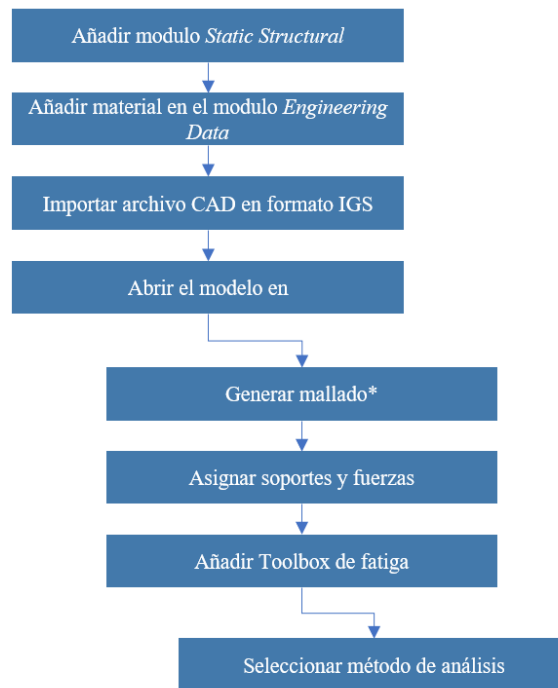 Añadir modulo Static Structural
Añadir material en el modulo Engineering
Data
Importar archivo CAD en formato IGS
Abrir el modelo en
Generar mallado*
Asignar soportes y fuerzas
Añadir Toolbox de fatiga
Seleccionar método de análisis